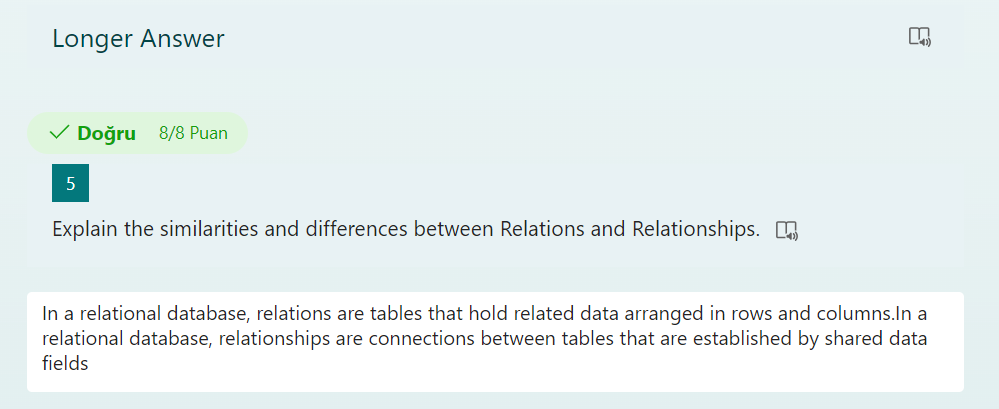 Longer Answer
Doğru 8/8 Puan
5
Explain the similarities and differences between Relations and Relationships.
In a relational database, relations are tables that hold related data arranged in rows and columns.In a
relational database, relationships are connections between tables that are established by shared data
fields